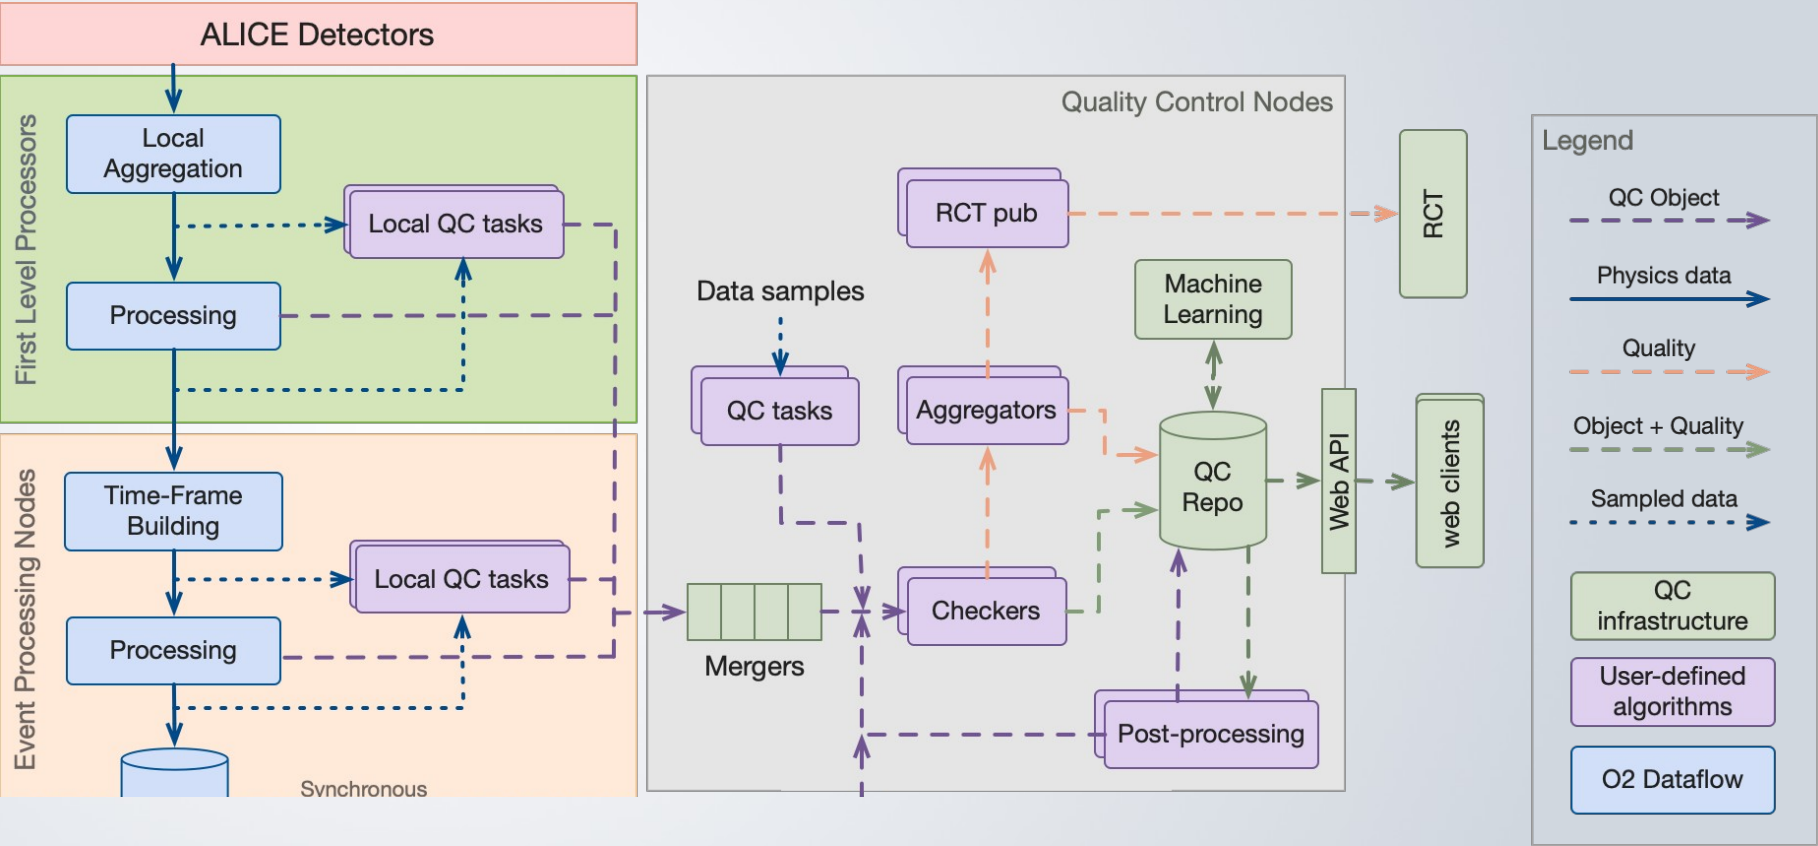 ALICE Detectors
First Level Processors
Local
Aggregation
Local QC tasks
Processing
Event Processing Nodes
Time-Frame
Building
Local QC tasks
Processing
Synchronous
Quality Control Nodes
RCT pub
RCT
Data samples
Machine
Learning
QC tasks
Aggregators
QC
Repo
Web API
web clients
Mergers
Checkers
Post-processing
Legend
QC Object
Physics data
Quality
Object + Quality
Sampled data
QC
infrastructure
User-defined
algorithms
O2 Dataflow